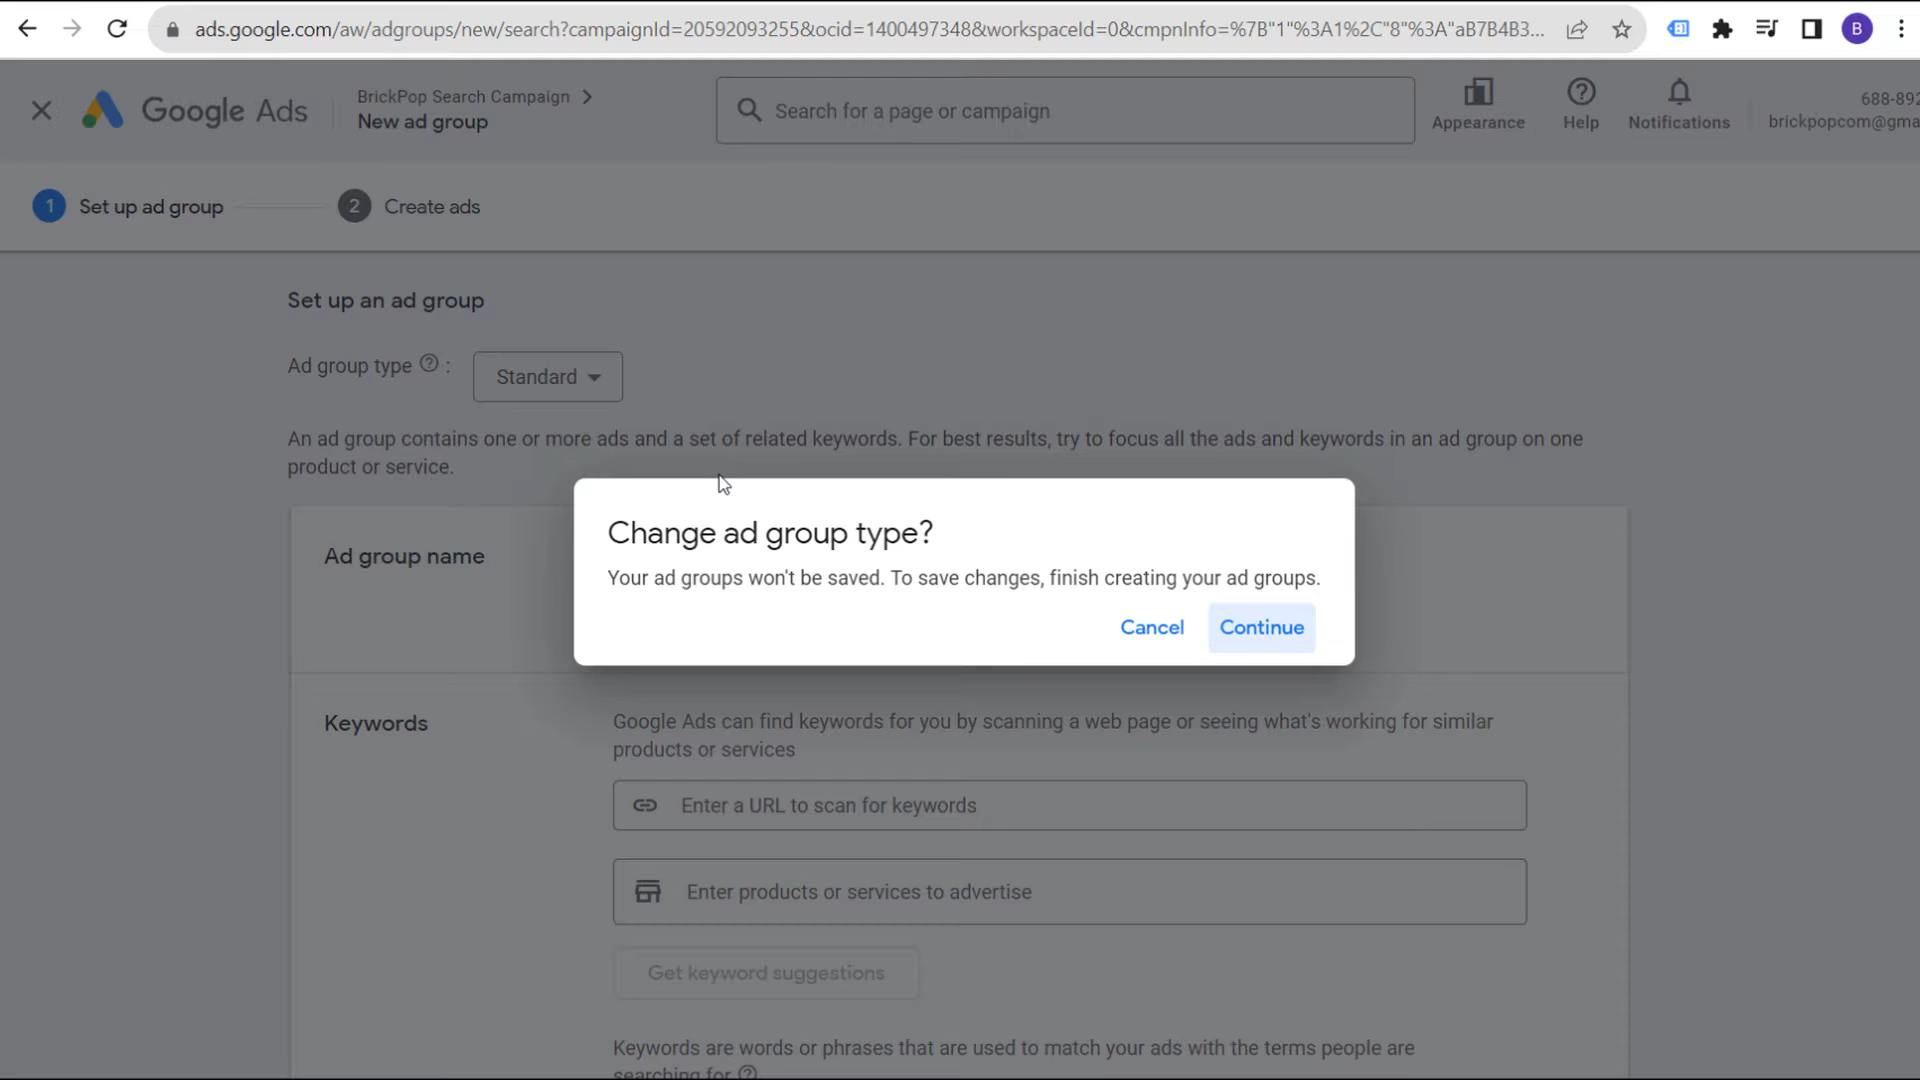 ads.google.com/aw/adgroups/new/search?campaignId=20592093255&ocid=1400497348&workspaceId=0&cmpnInfo=%7B"1"%3A1%2C"8"%3A"aB7B4B3...
B
Google Ads
BrickPop Search Campaign
New ad group
Search for a page or campaign
Appearance
Help
Notifications
688-892
brickpopcom@gma
1 Set up ad group
2 Create ads
Set up an ad group
Ad group type ? :
Standard
An ad group contains one or more ads and a set of related keywords. For best results, try to focus all the ads and keywords in an ad group on one
product or service.
Change ad group type?
Your ad groups won't be saved. To save changes, finish creating your ad groups.
Cancel
Continue
Ad group name
Keywords
Google Ads can find keywords for you by scanning a web page or seeing what's working for similar
products or services
Enter a URL to scan for keywords
Enter products or services to advertise
Get keyword suggestions
Keywords are words or phrases that are used to match your ads with the terms people are
searching for ?